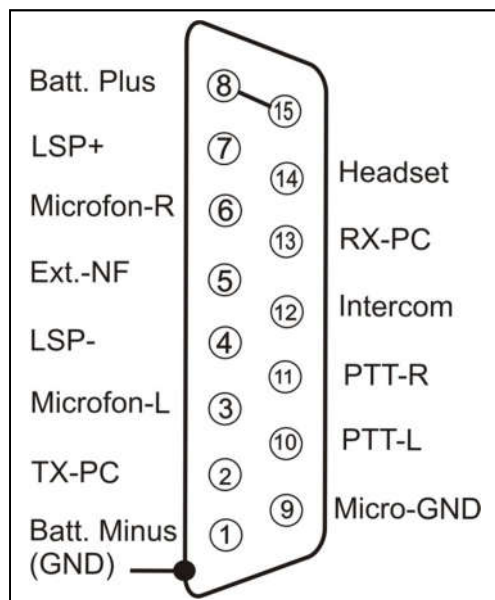 Batt. Plus
8
15
LSP+
7
14
Headset
Microfon-R
6
13
RX-PC
Ext.-NF
5
12
Intercom
LSP-
4
11
PTT-R
Microfon-L
3
10
PTT-L
TX-PC
2
9
Micro-GND
Batt. Minus
(GND)
1